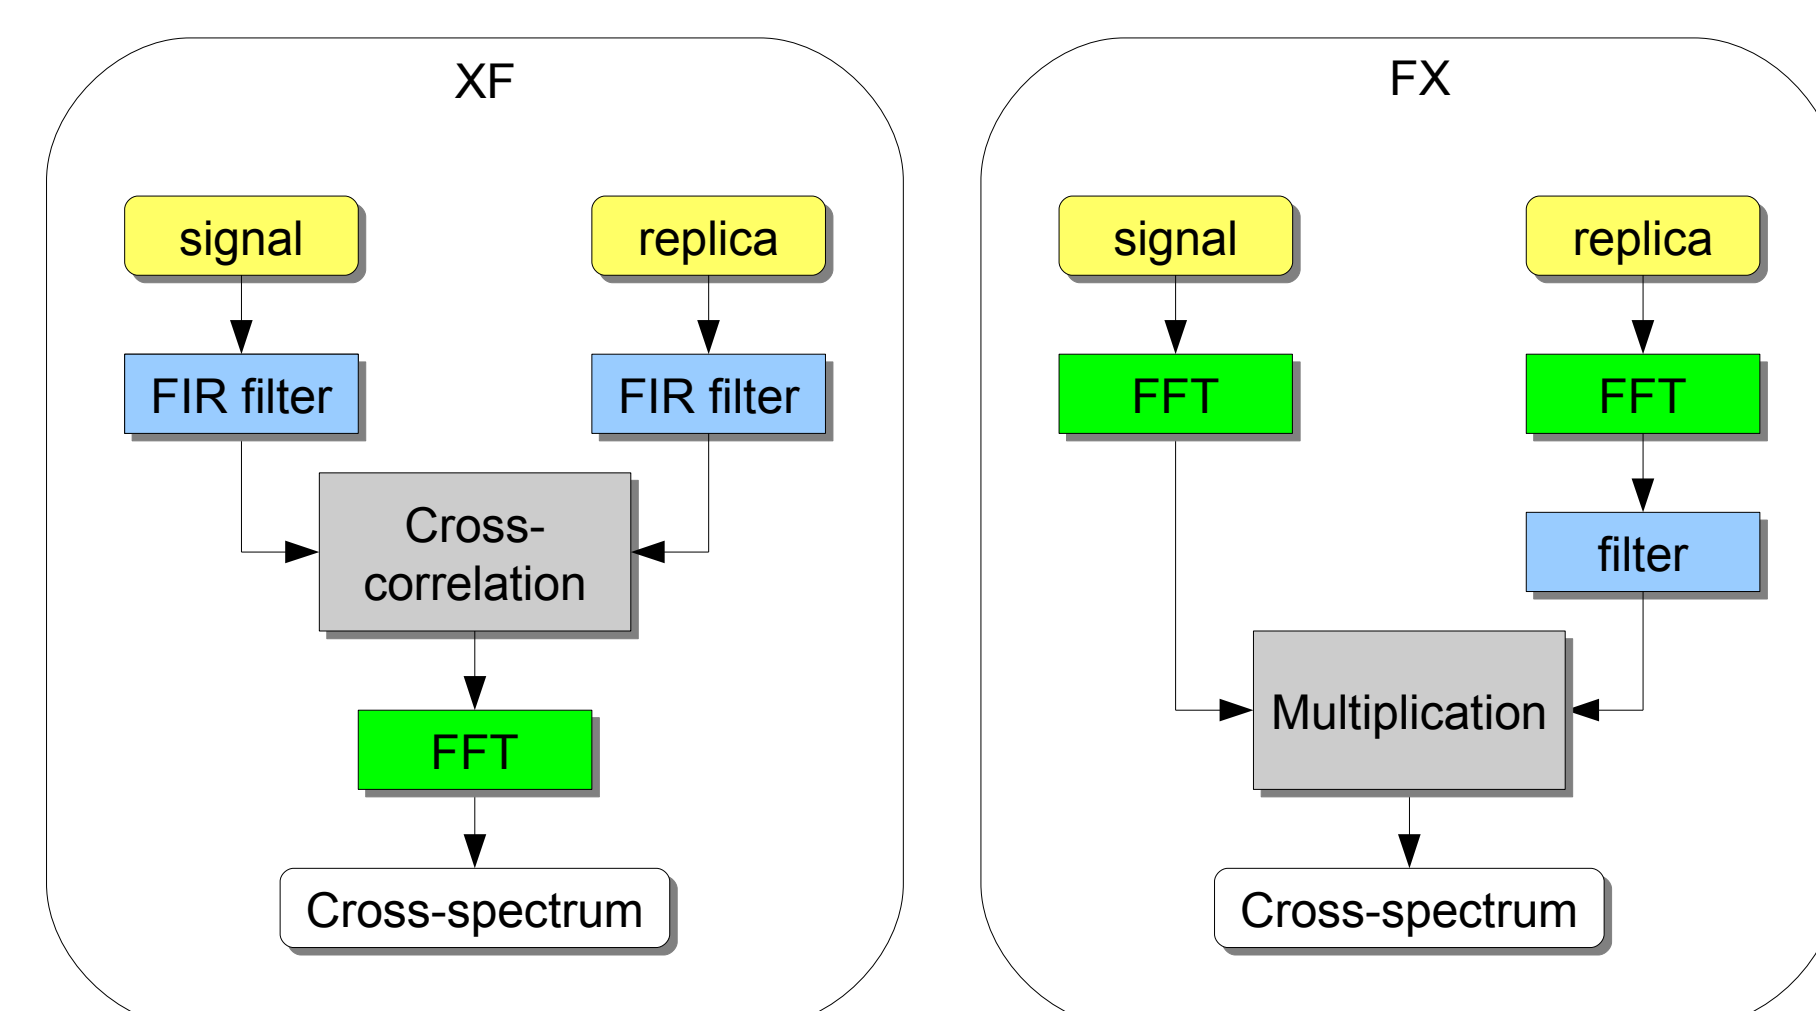 XF
signal
replica
FIR filter
FIR filter
Cross-
correlation
FFT
Cross-spectrum
FX
signal
replica
FFT
FFT
filter
Multiplication
Cross-spectrum